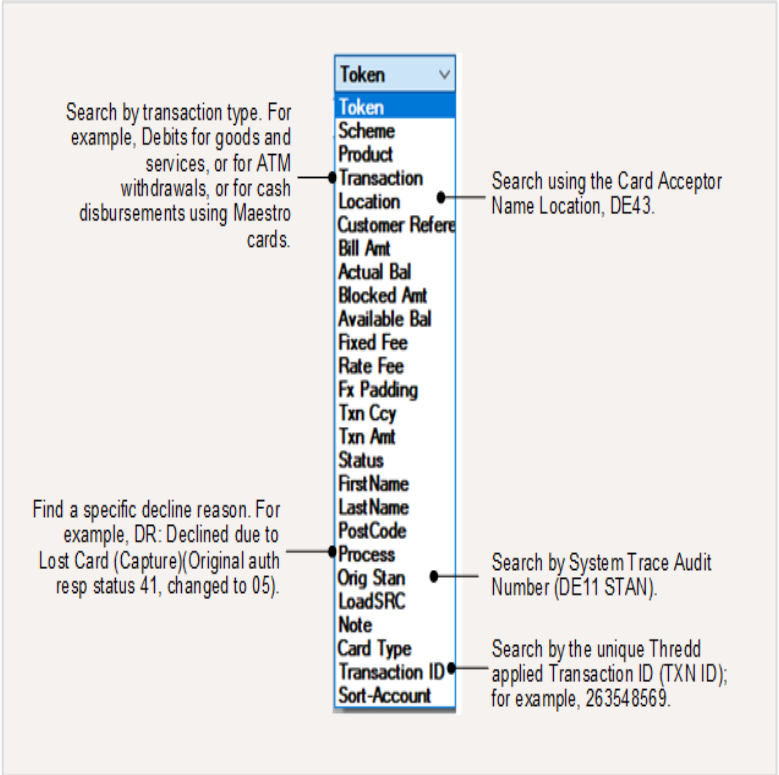 Token
Token
Scheme
Product
Transaction
Location
Customer Refere
Bill Amt
Actual Bal
Blocked Amt
Available Bal
Fixed Fee
Rate Fee
Fx Padding
Txn Ccy
Txn Amt
Status
FirstName
LastName
PostCode
Process
Orig Stan
LoadSRC
Note
Card Type
Transaction ID
Sort-Account
Search by transaction type. For
example, Debits for goods and
services, or for ATM
withdrawals, or for cash
disbursements using Maestro
cards.
Search using the Card Acceptor
Name Location, DE43.
Find a specific decline reason. For
example, DR: Declined due to
Lost Card (Capture)(Original auth
resp status 41, changed to 05).
Search by System Trace Audit
Number (DE11 STAN).
Search by the unique Thredd
applied Transaction ID (TXN ID);
for example, 263548569.